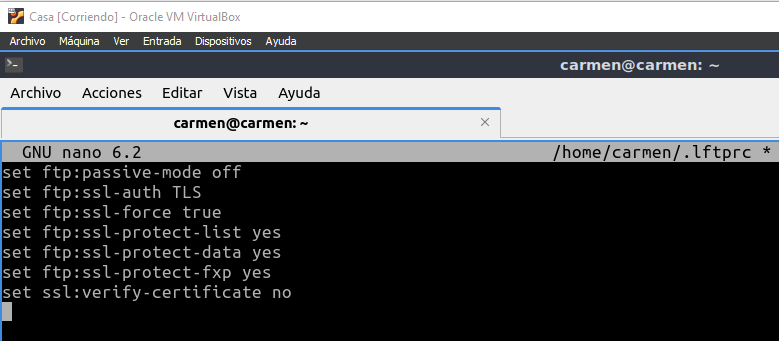 Casa [Corriendo] - Oracle VM VirtualBox
Archivo Máquina Ver Entrada Dispositivos Ayuda
carmen@carmen: ~
Archivo Acciones Editar Vista Ayuda
carmen@carmen: ~ ×
GNU nano 6.2 /home/carmen/.lftprc *
set ftp:passive-mode off
set ftp:ssl-auth TLS
set ftp:ssl-force true
set ftp:ssl-protect-list yes
set ftp:ssl-protect-data yes
set ftp:ssl-protect-fxp yes
set ssl:verify-certificate no